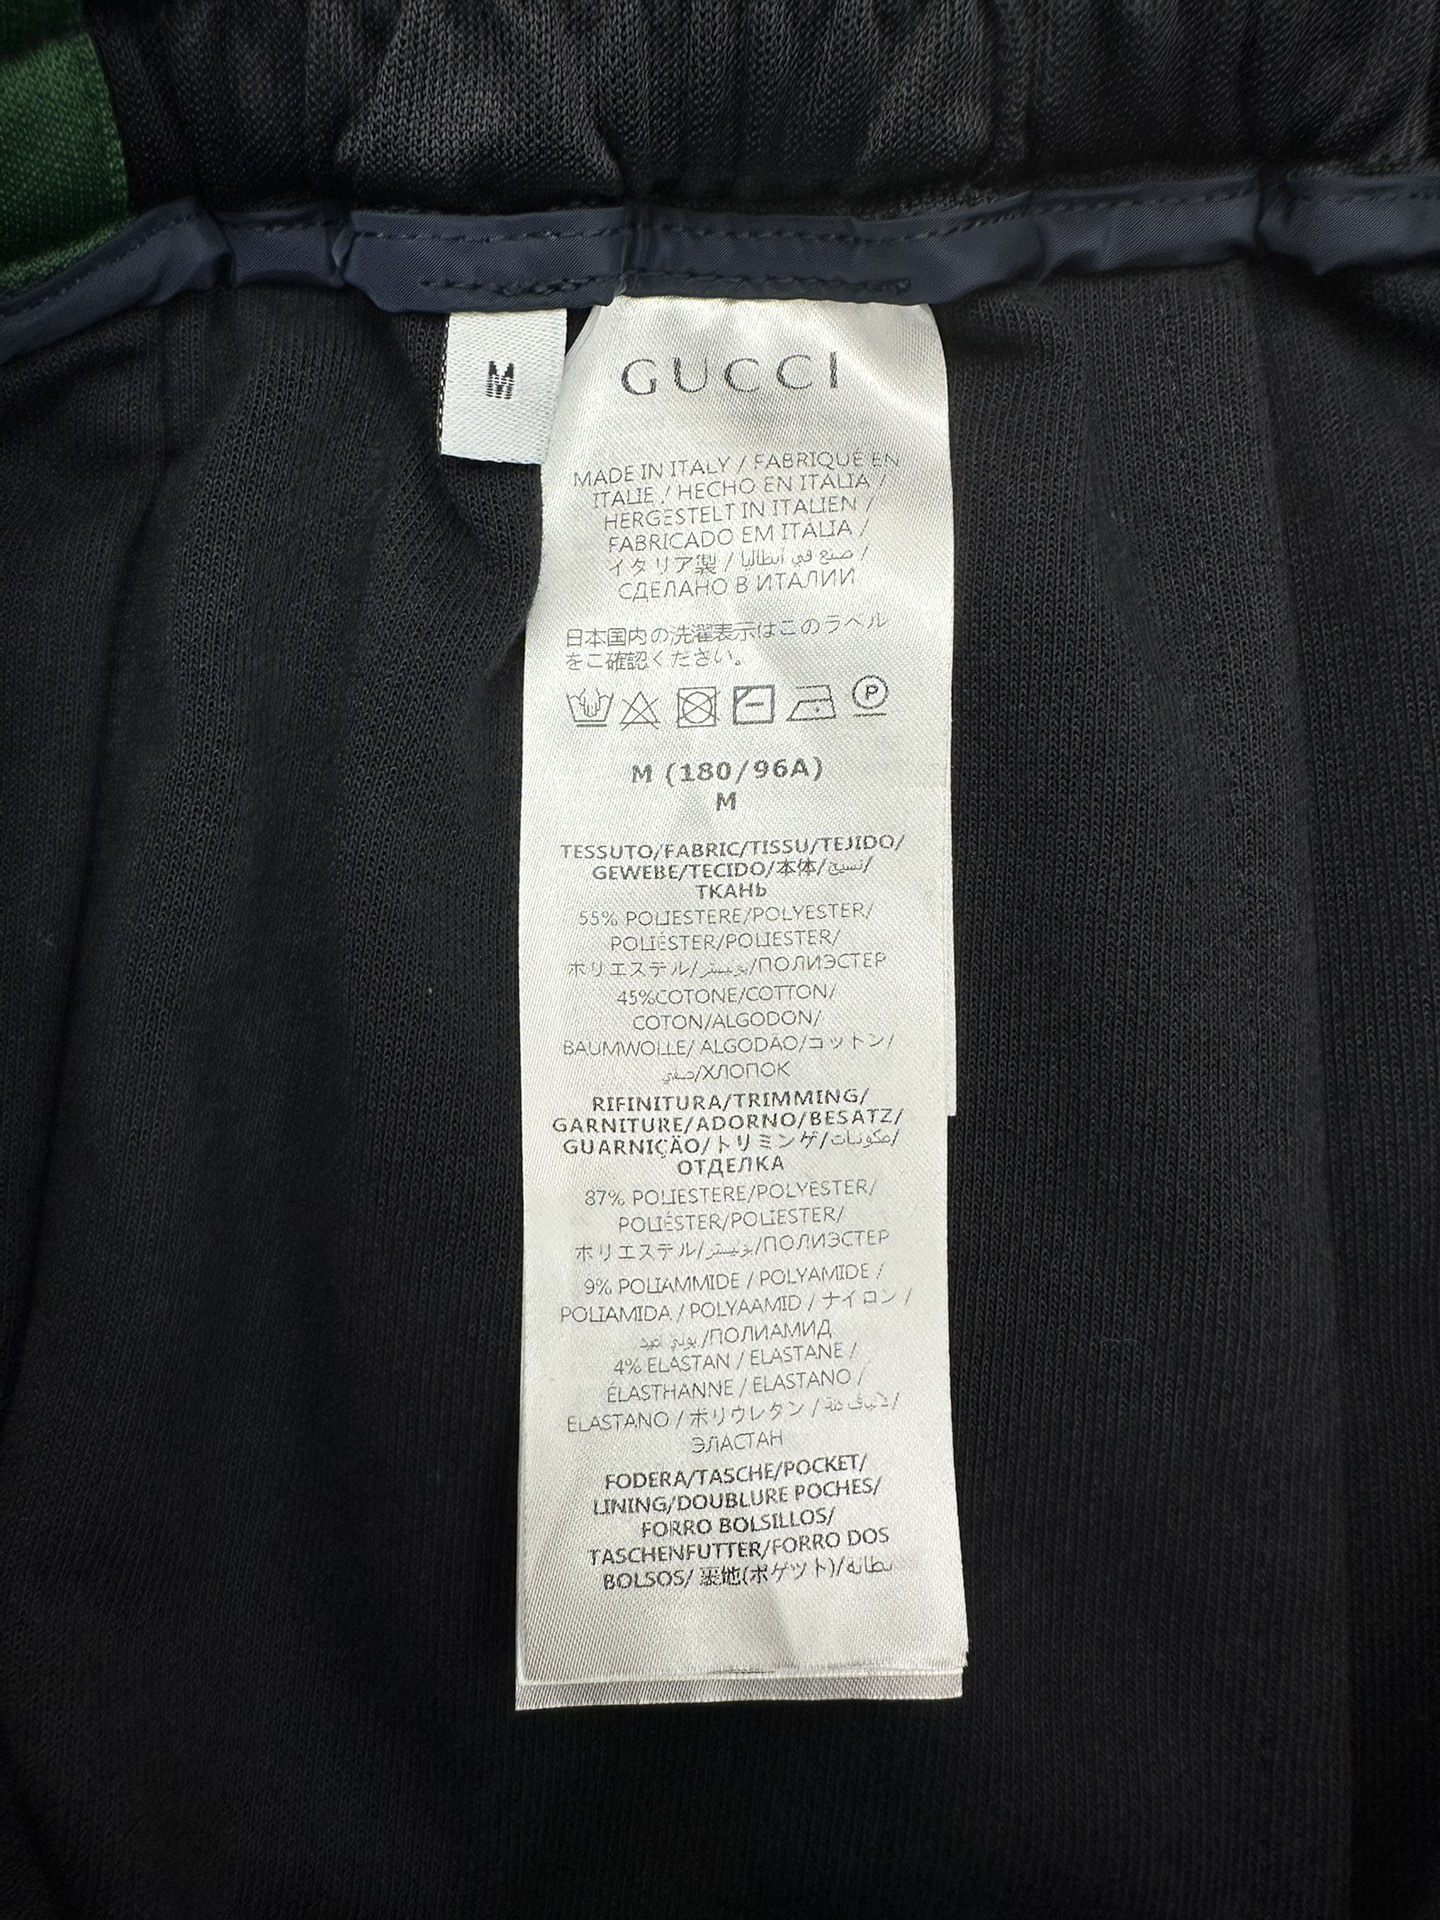 M
GUCCI
MADE IN ITALY / FABRIQUÉ EN
ITALIE / HECHO EN ITALIA /
HERGESTELT IN ITALIEN /
FABRICADO EM ITALIA /
イタリア製 / صنع في ايطاليا /
СДЕЛАНО В ИТАЛИИ
日本国内の洗濯表示はこのラベル
をご確認ください。
P
M (180/96A)
M
TESSUTO/FABRIC/TISSU/TEJIDO/
GEWEBE/TECIDO/本体/نسيج/
ТКАНЬ
55% POLIESTERE/POLYESTER/
POLIÉSTER/POLIESTER/
ポリエステル/بوليستر/ПОЛИЭСТЕР
45%COTONE/COTTON/
COTON/ALGODON/
BAUMWOLLE/ ALGODAO/コットン/
/ХЛОПОК
RIFINITURA/TRIMMING/
GARNITURE/ADORNO/BESATZ/
GUARNIÇÃO/トリミング/مكونيات/
ОТДЕЛКА
87% POLIESTERE/POLYESTER/
POLIÉSTER/POLIESTER/
ポリエステル/بوليستر/ПОЛИЭСТЕР
9% POLIAMMIDE / POLYAMIDE /
POLIAMIDA / POLYAAMID / ナイロン /
/ПОЛИАМИД
4% ELASTAN / ELASTANE /
ÉLASTHANNE / ELASTANO /
ELASTANO / ポリウレタン /
ЭЛАСТАН
FODERA/TASCHE/POCKET/
LINING/DOUBLURE POCHES/
FORRO BOLSILLOS/
TASCHENFUTTER/FORRO DOS
BOLSOS/ 裏地(ポケット)/بطانة